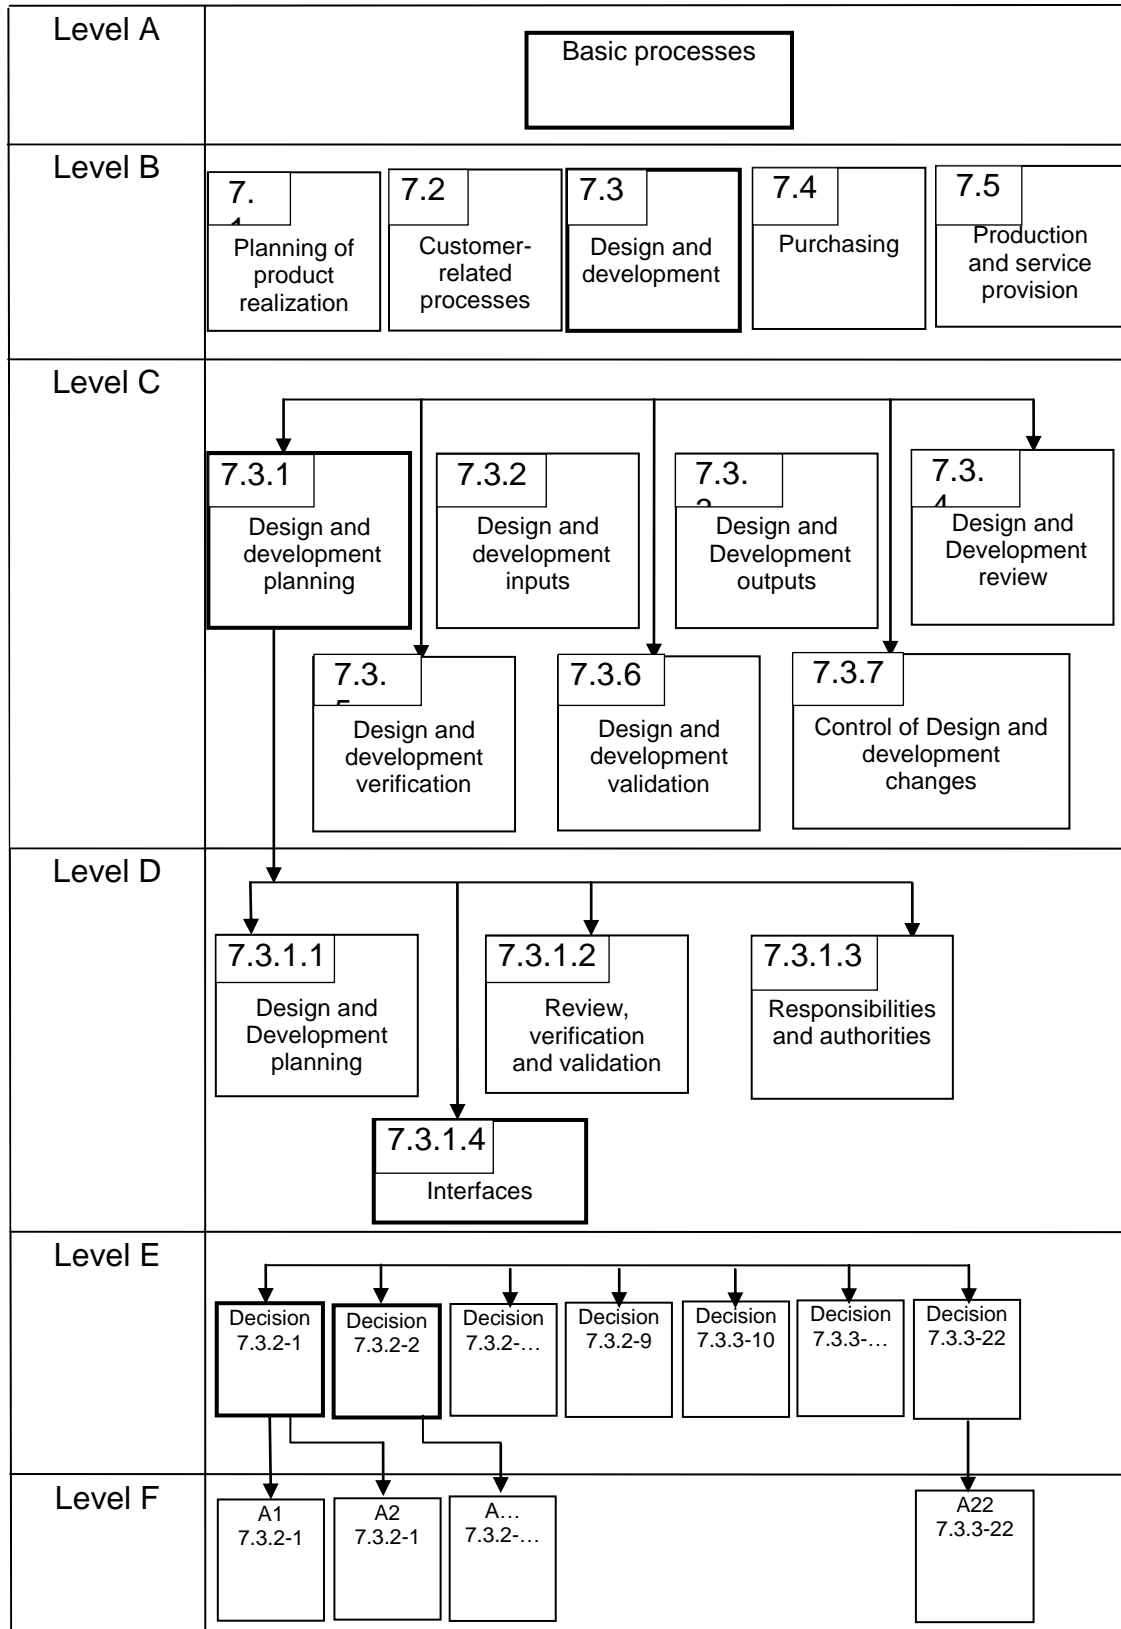 Level A
Basic processes
Level B
7.
Planning of
product
realization
7.2
Customer-
related
processes
7.3
Design and
development
7.4
Purchasing
7.5
Production
and service
provision
Level C
7.3.1
Design and
development
planning
7.3.2
Design and
development
inputs
7.3.
Design and
Development
outputs
7.3.
Design and
Development
review
7.3.
Design and
development
verification
7.3.6
Design and
development
validation
7.3.7
Control of Design and
development
changes
Level D
7.3.1.1
Design and
Development
planning
7.3.1.2
Review,
verification
and validation
7.3.1.3
Responsibilities
and authorities
7.3.1.4
Interfaces
Level E
Decision
7.3.2-1
Decision
7.3.2-2
Decision
7.3.2-...
Decision
7.3.2-9
Decision
7.3.3-10
Decision
7.3.3-...
Decision
7.3.3-22
Level F
A1
7.3.2-1
A2
7.3.2-1
A...
7.3.2-...
A22
7.3.3-22